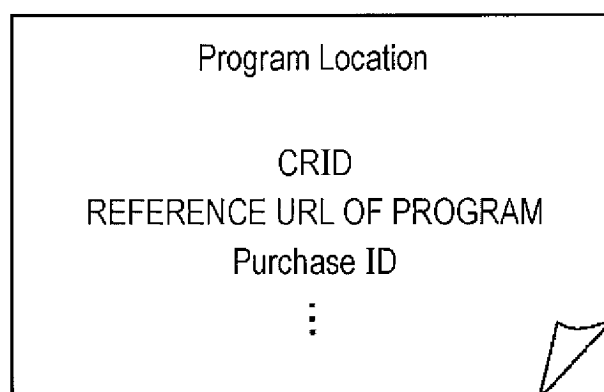 Program Location
CRID
REFERENCE URL OF PROGRAM
Purchase ID
⋮